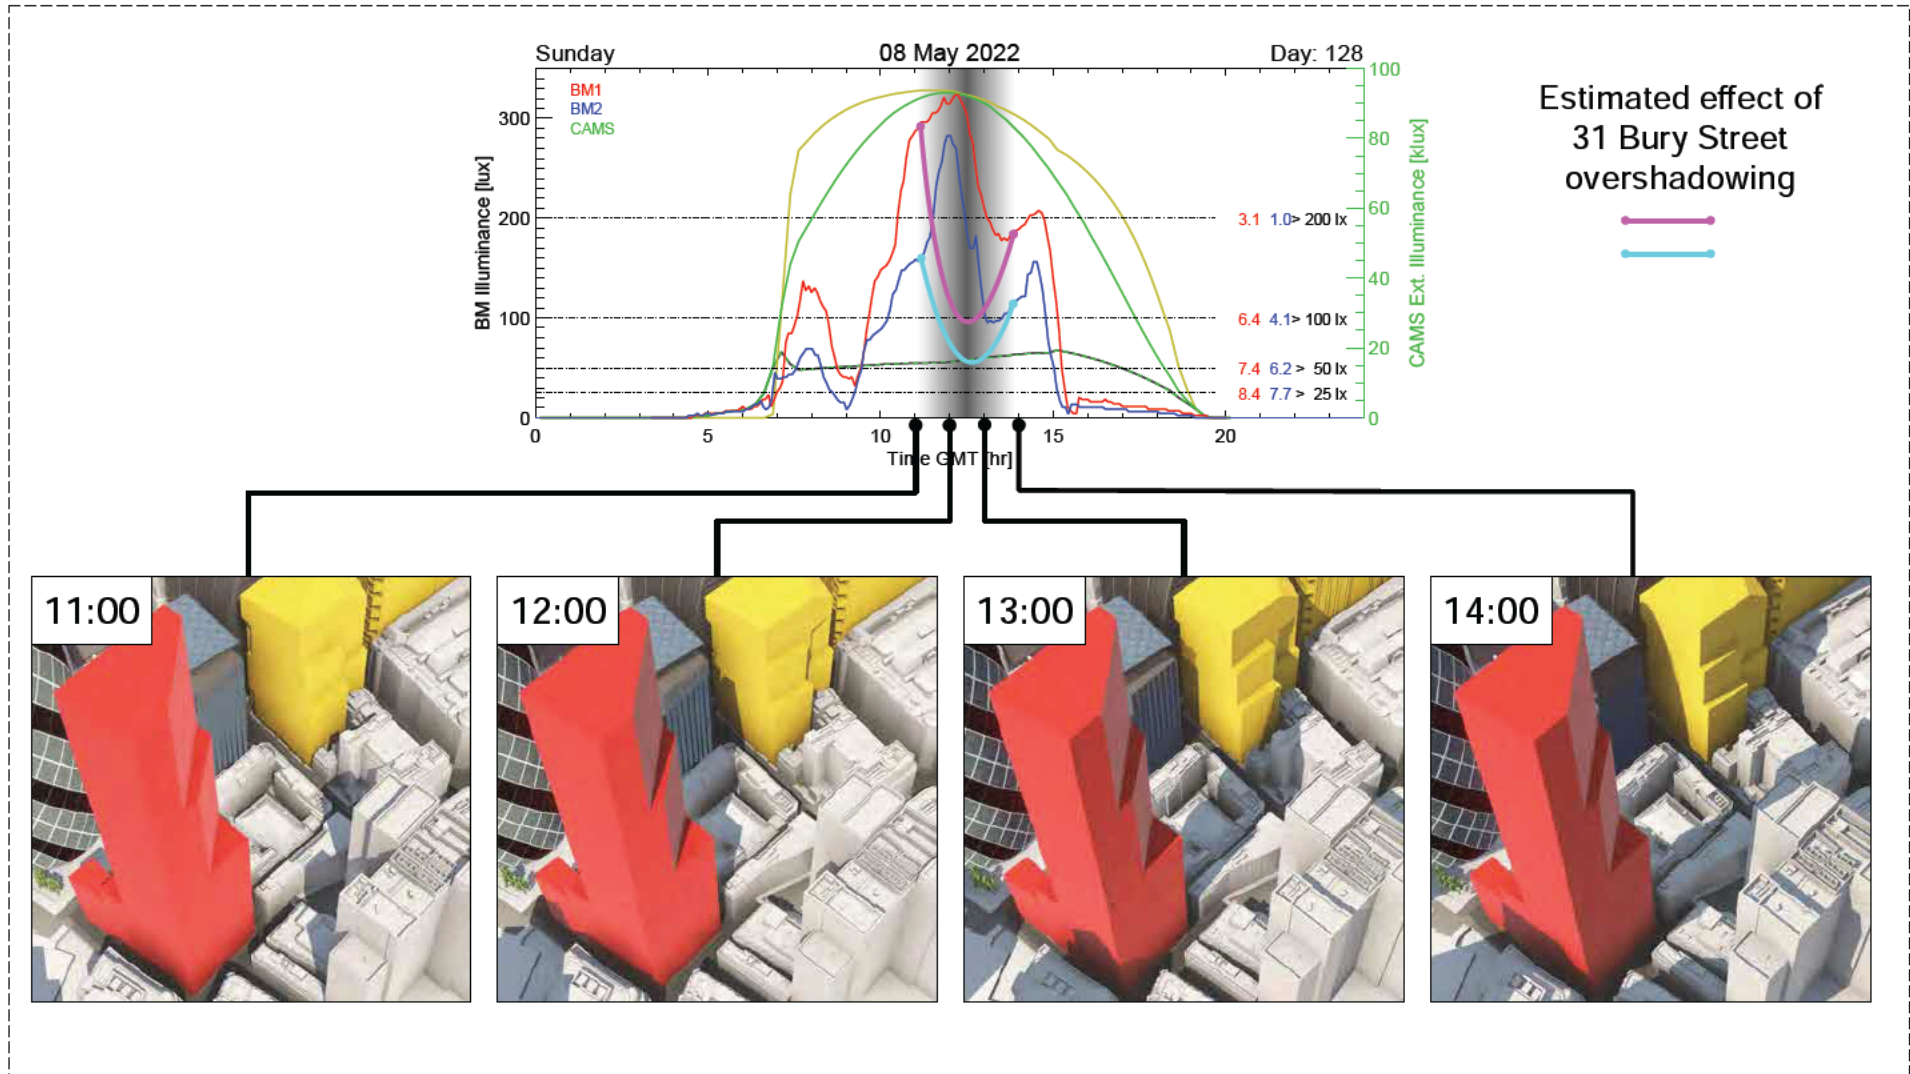 Sunday 08 May 2022 Day: 128
BM1
BM2
CAMS
Estimated effect of
31 Bury Street
overshadowing
BM Illuminance [lux]
300
200
100
0
CAMS Ext. Illuminance [klux]
100
80
60
40
20
0
3.1 1.0> 200 lx
6.4 4.1> 100 lx
7.4 6.2 > 50 lx
8.4 7.7 > 25 lx
0 5 10 15 20
Time GMT [hr]
11:00
12:00
13:00
14:00